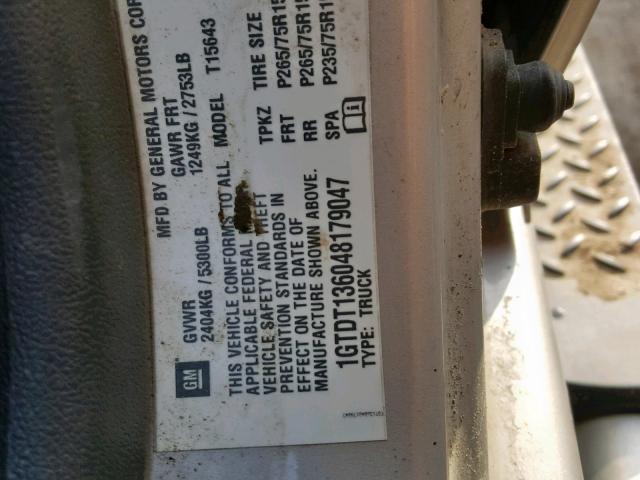 MFD BY GENERAL MOTORS COR
GVWR GAWR FRT
2404KG / 5300LB 1249KG / 2753LB
GM
THIS VEHICLE CONFORMS TO ALL MODEL T15643
APPLICABLE FEDERAL
VEHICLE SAFETY AND THEFT
PREVENTION STANDARDS IN
EFFECT ON THE DATE OF
MANUFACTURE SHOWN ABOVE.
TPKZ TIRE SIZE
FRT P265/75R15
RR P265/75R15
SPA P235/75R1
1GTDT136048179047
TYPE: TRUCK